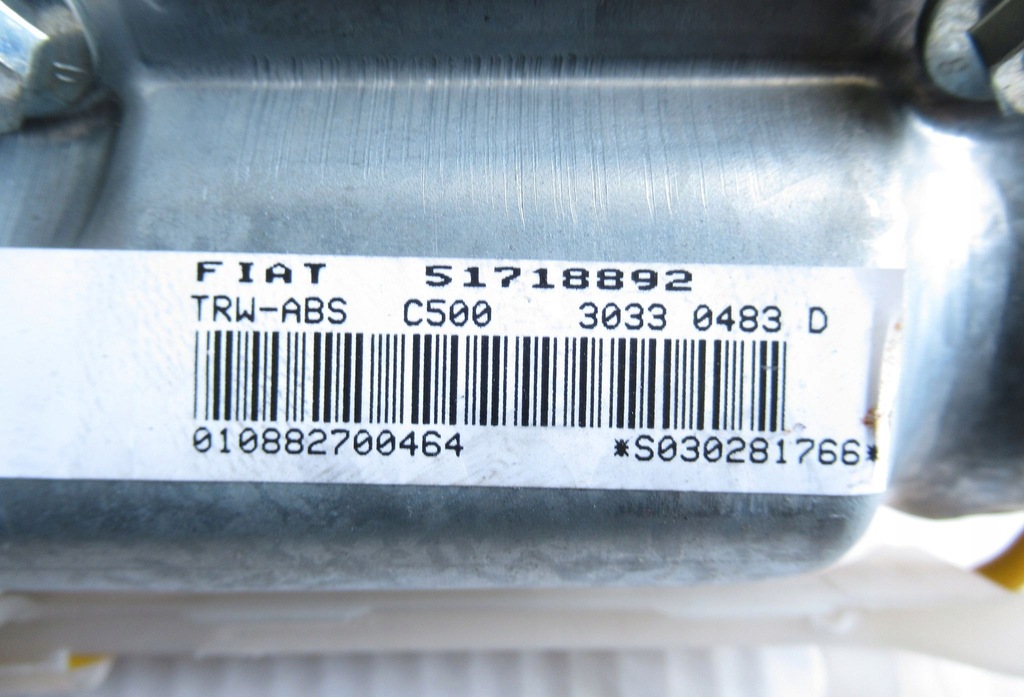 FIAT 51718892
TRW-ABS C500 3033 0483 D
010882700464 *S030281766*